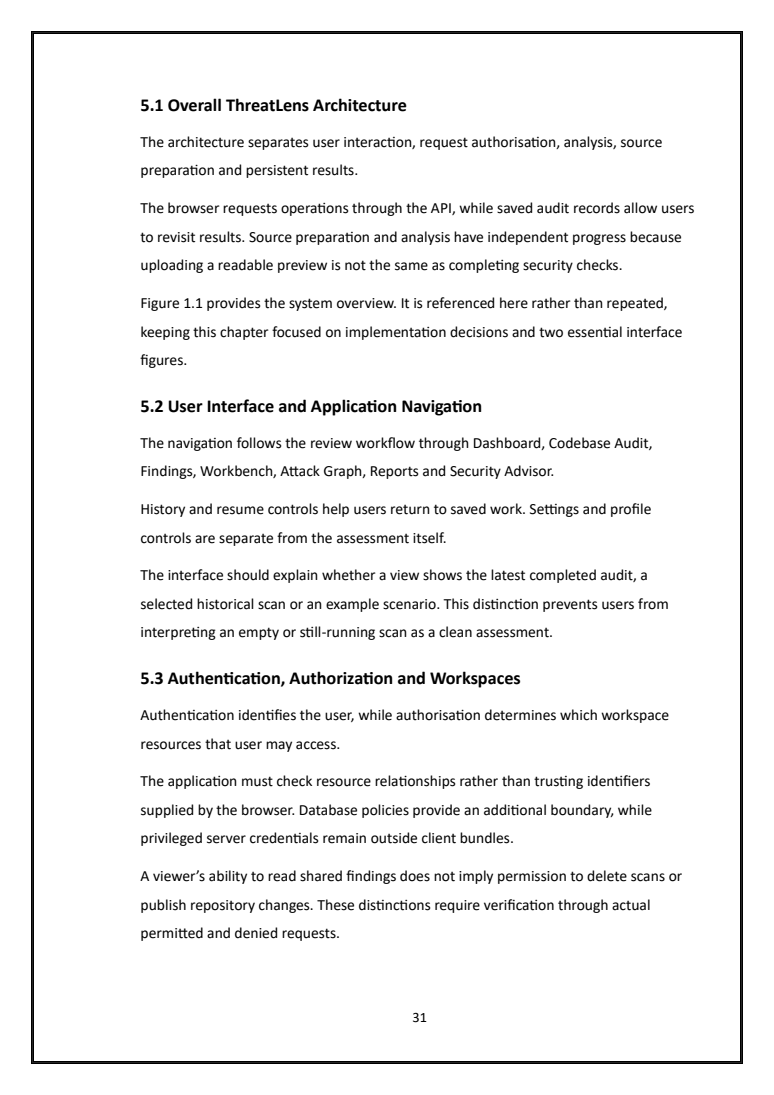 5.1 Overall ThreatLens Architecture
The architecture separates user interaction, request authorisation, analysis, source
preparation and persistent results.
The browser requests operations through the API, while saved audit records allow users
to revisit results. Source preparation and analysis have independent progress because
uploading a readable preview is not the same as completing security checks.
Figure 1.1 provides the system overview. It is referenced here rather than repeated,
keeping this chapter focused on implementation decisions and two essential interface
figures.
5.2 User Interface and Application Navigation
The navigation follows the review workflow through Dashboard, Codebase Audit,
Findings, Workbench, Attack Graph, Reports and Security Advisor.
History and resume controls help users return to saved work. Settings and profile
controls are separate from the assessment itself.
The interface should explain whether a view shows the latest completed audit, a
selected historical scan or an example scenario. This distinction prevents users from
interpreting an empty or still-running scan as a clean assessment.
5.3 Authentication, Authorization and Workspaces
Authentication identifies the user, while authorisation determines which workspace
resources that user may access.
The application must check resource relationships rather than trusting identifiers
supplied by the browser. Database policies provide an additional boundary, while
privileged server credentials remain outside client bundles.
A viewer’s ability to read shared findings does not imply permission to delete scans or
publish repository changes. These distinctions require verification through actual
permitted and denied requests.
31